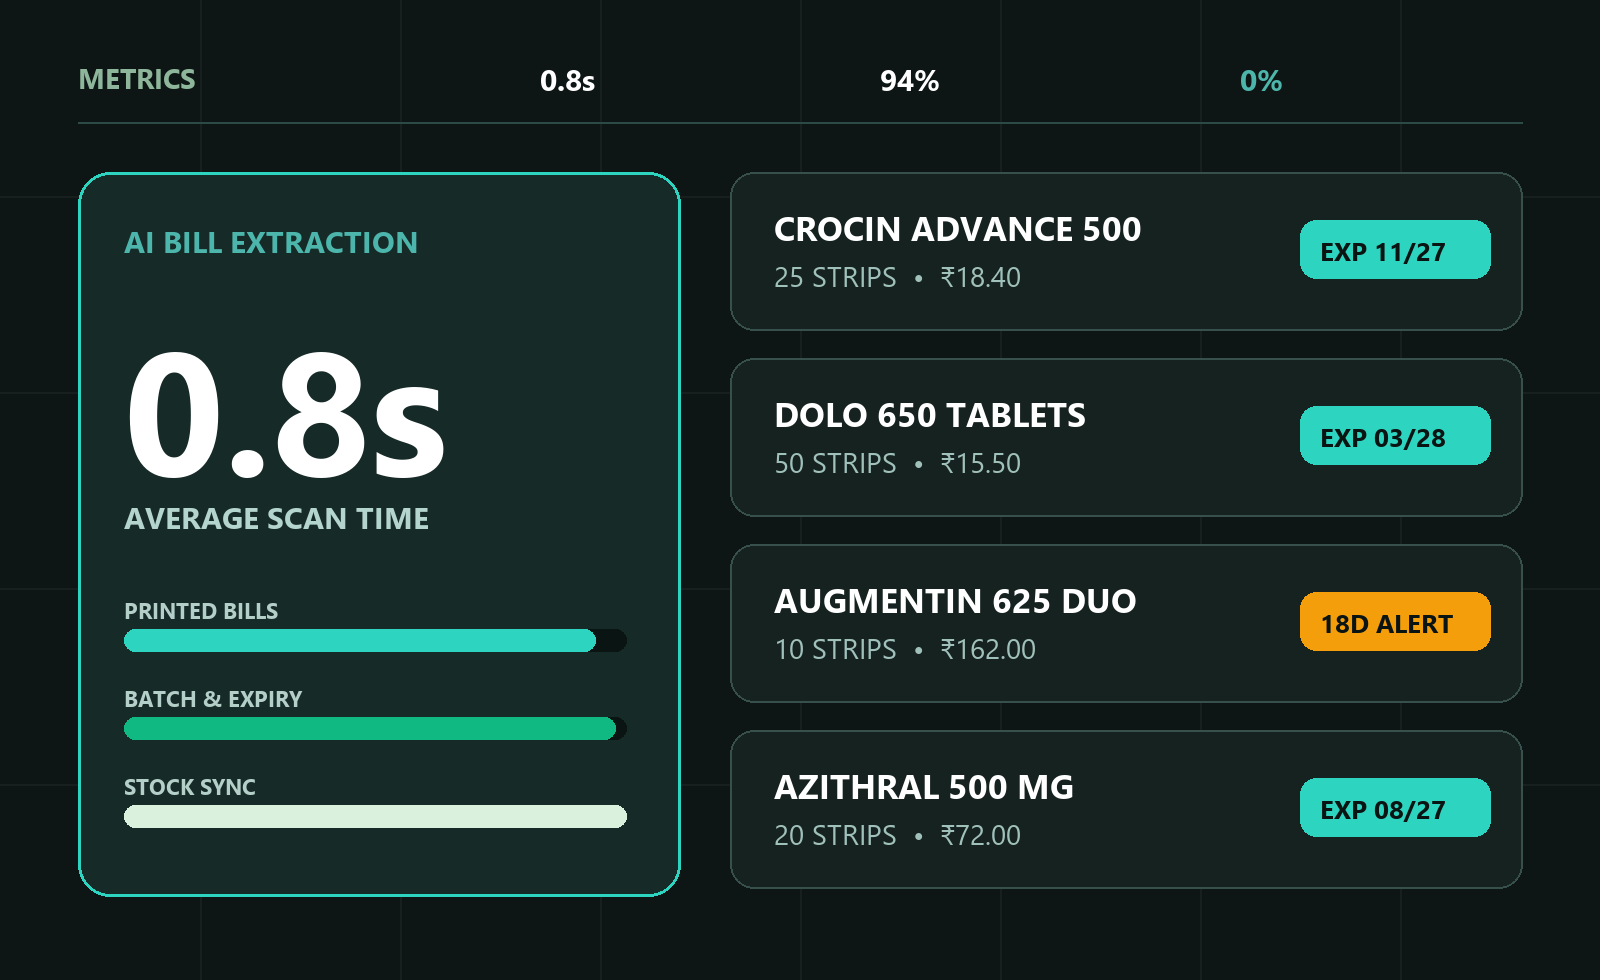 METRICS 0.8s 94% 0%
AI BILL EXTRACTION
0.8s
AVERAGE SCAN TIME
PRINTED BILLS
BATCH & EXPIRY
STOCK SYNC
CROCIN ADVANCE 500
25 STRIPS • ₹18.40
EXP 11/27
DOLO 650 TABLETS
50 STRIPS • ₹15.50
EXP 03/28
AUGMENTIN 625 DUO
10 STRIPS • ₹162.00
18D ALERT
AZITHRAL 500 MG
20 STRIPS • ₹72.00
EXP 08/27